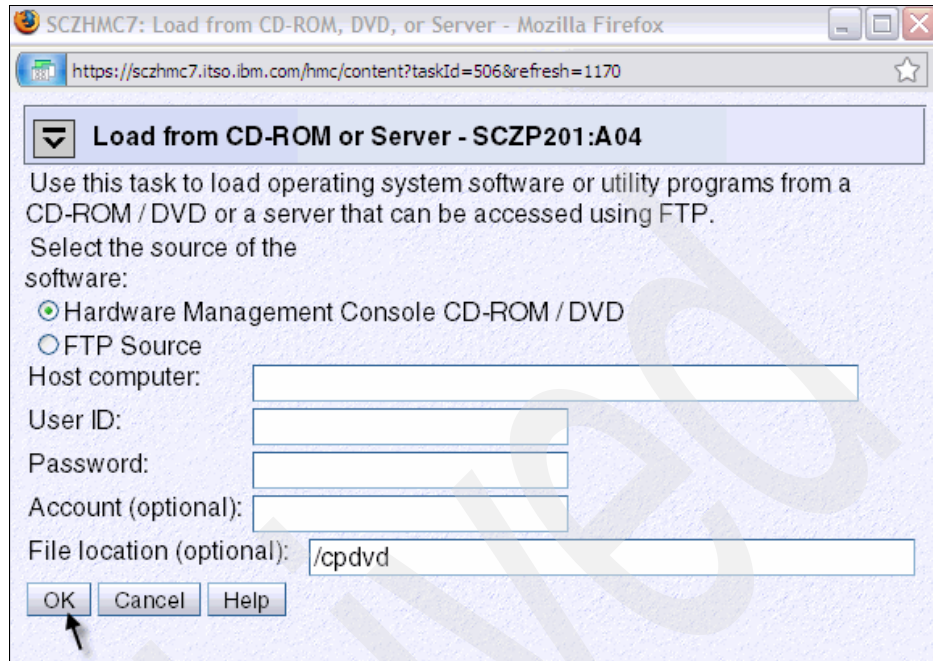 SCZHMC7: Load from CD-ROM, DVD, or Server - Mozilla Firefox
https://sczhmc7.itso.ibm.com/hmc/content?taskId=506&refresh=1170
Load from CD-ROM or Server - SCZP201:A04
Use this task to load operating system software or utility programs from a
CD-ROM / DVD or a server that can be accessed using FTP.
Select the source of the
software:
Hardware Management Console CD-ROM / DVD
FTP Source
Host computer:
User ID:
Password:
Account (optional):
File location (optional): /cpdvd
OK Cancel Help